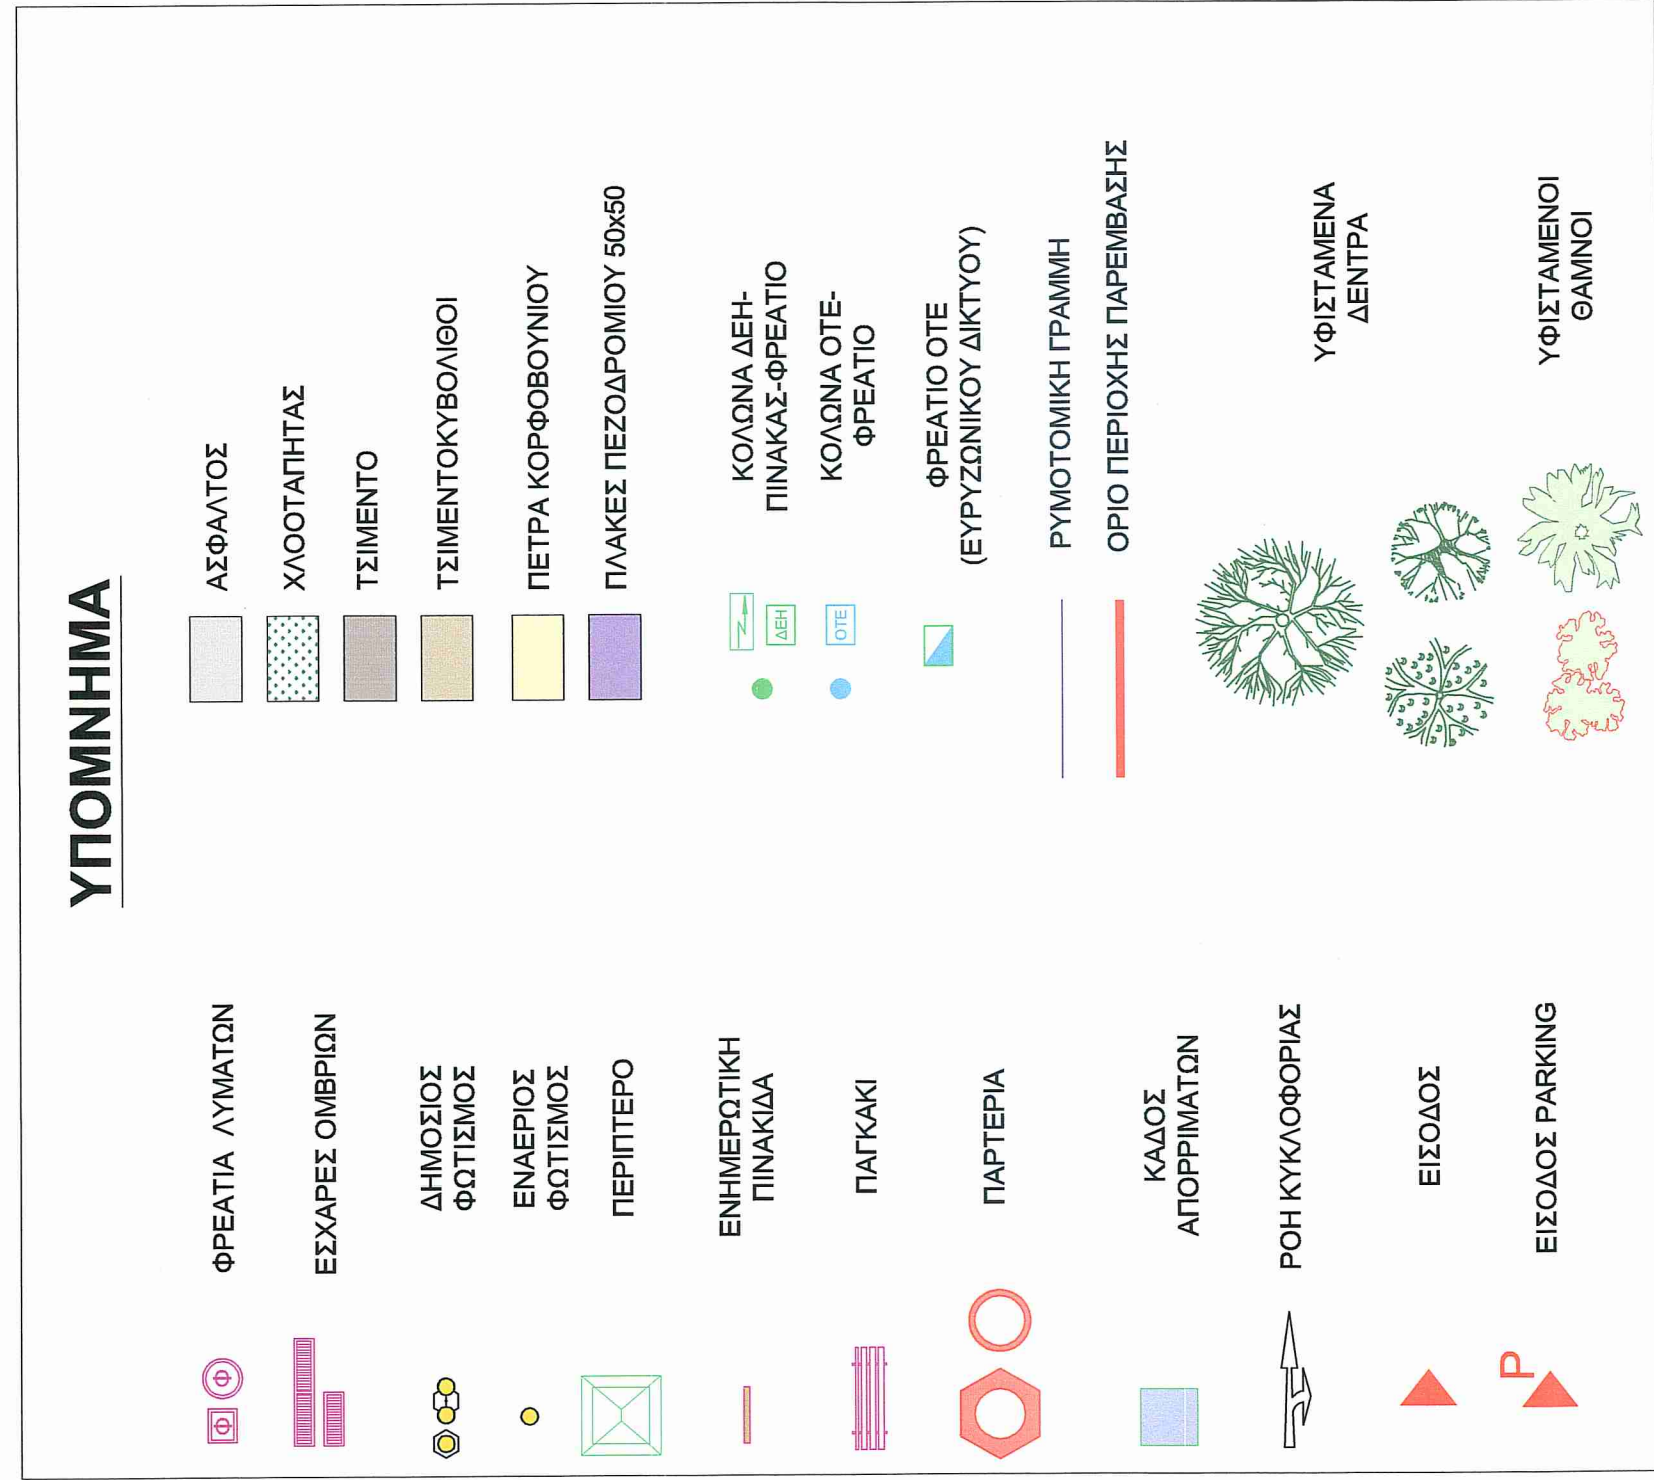 ΥΠΟΜΝΗΜΑ
ΦΡΕΑΤΙΑ ΛΥΜΑΤΩΝ
Φ
Φ
ΕΣΧΑΡΕΣ ΟΜΒΡΙΩΝ
ΔΗΜΟΣΙΟΣ
ΦΩΤΙΣΜΟΣ
ΕΝΑΕΡΙΟΣ
ΦΩΤΙΣΜΟΣ
ΠΕΡΙΠΤΕΡΟ
ΕΝΗΜΕΡΩΤΙΚΗ
ΠΙΝΑΚΙΔΑ
ΠΑΓΚΑΚΙ
ΠΑΡΤΕΡΙΑ
ΚΑΔΟΣ
ΑΠΟΡΡΙΜΑΤΩΝ
ΡΟΗ ΚΥΚΛΟΦΟΡΙΑΣ
ΕΙΣΟΔΟΣ
P
ΕΙΣΟΔΟΣ PARKING
ΑΣΦΑΛΤΟΣ
ΧΛΟΟΤΑΠΗΤΑΣ
ΤΣΙΜΕΝΤΟ
ΤΣΙΜΕΝΤΟΚΥΒΟΛΙΘΟΙ
ΠΕΤΡΑ ΚΟΡΦΟΒΟΥΝΙΟΥ
ΠΛΑΚΕΣ ΠΕΖΟΔΡΟΜΙΟΥ 50x50
ΔΕΗ
ΚΟΛΩΝΑ ΔΕΗ-
ΠΙΝΑΚΑΣ-ΦΡΕΑΤΙΟ
ΟΤΕ
ΚΟΛΩΝΑ ΟΤΕ-
ΦΡΕΑΤΙΟ
ΦΡΕΑΤΙΟ ΟΤΕ
(ΕΥΡΥΖΩΝΙΚΟΥ ΔΙΚΤΥΟΥ)
ΡΥΜΟΤΟΜΙΚΗ ΓΡΑΜΜΗ
ΟΡΙΟ ΠΕΡΙΟΧΗΣ ΠΑΡΕΜΒΑΣΗΣ
ΥΦΙΣΤΑΜΕΝΑ
ΔΕΝΤΡΑ
ΥΦΙΣΤΑΜΕΝΟΙ
ΘΑΜΝΟΙ